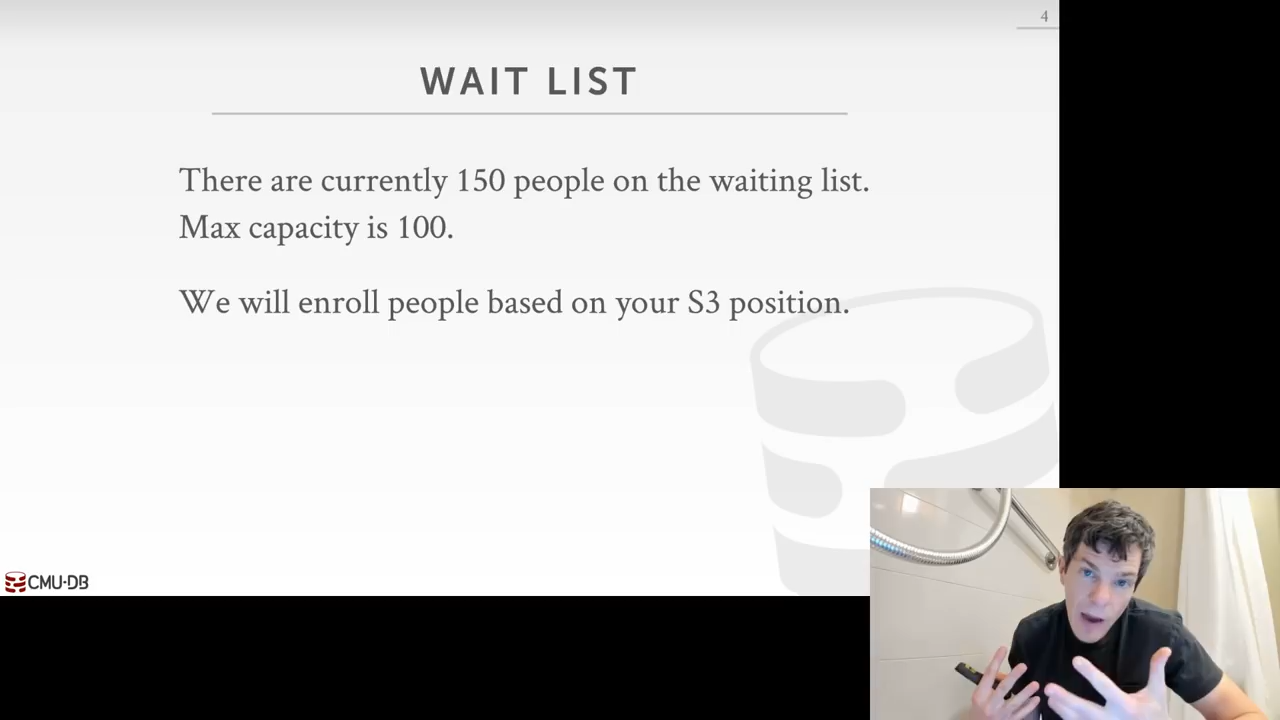 4
WAIT LIST
There are currently 150 people on the waiting list.
Max capacity is 100.
We will enroll people based on your S3 position.
CMU·DB